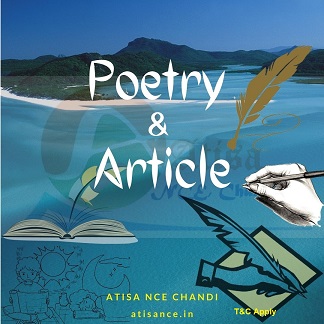 Poetry
&
Article
ATISA NCE CHANDI
atisance.in
T&C Apply